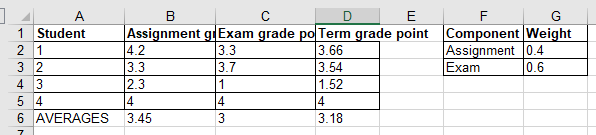 A B C D E F G
1 Student Assignment gr Exam grade po Term grade point Component Weight
2 1 4.2 3.3 3.66 Assignment 0.4
3 2 3.3 3.7 3.54 Exam 0.6
4 3 2.3 1 1.52
5 4 4 4 4
6 AVERAGES 3.45 3 3.18